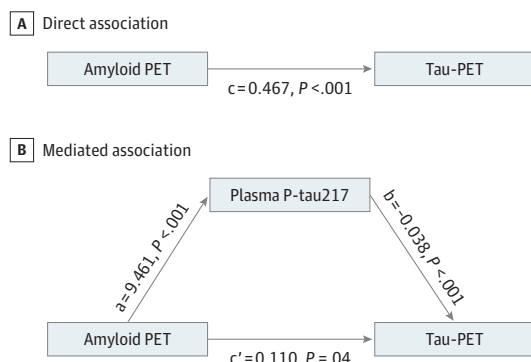 A Direct association
Amyloid PET
Tau-PET
c=0.467, P<.001
B Mediated association
Plasma P-tau217
a=9.461, P<.001
b=-0.038, P<.001
Amyloid PET
Tau-PET
c'=0.110, P=.04